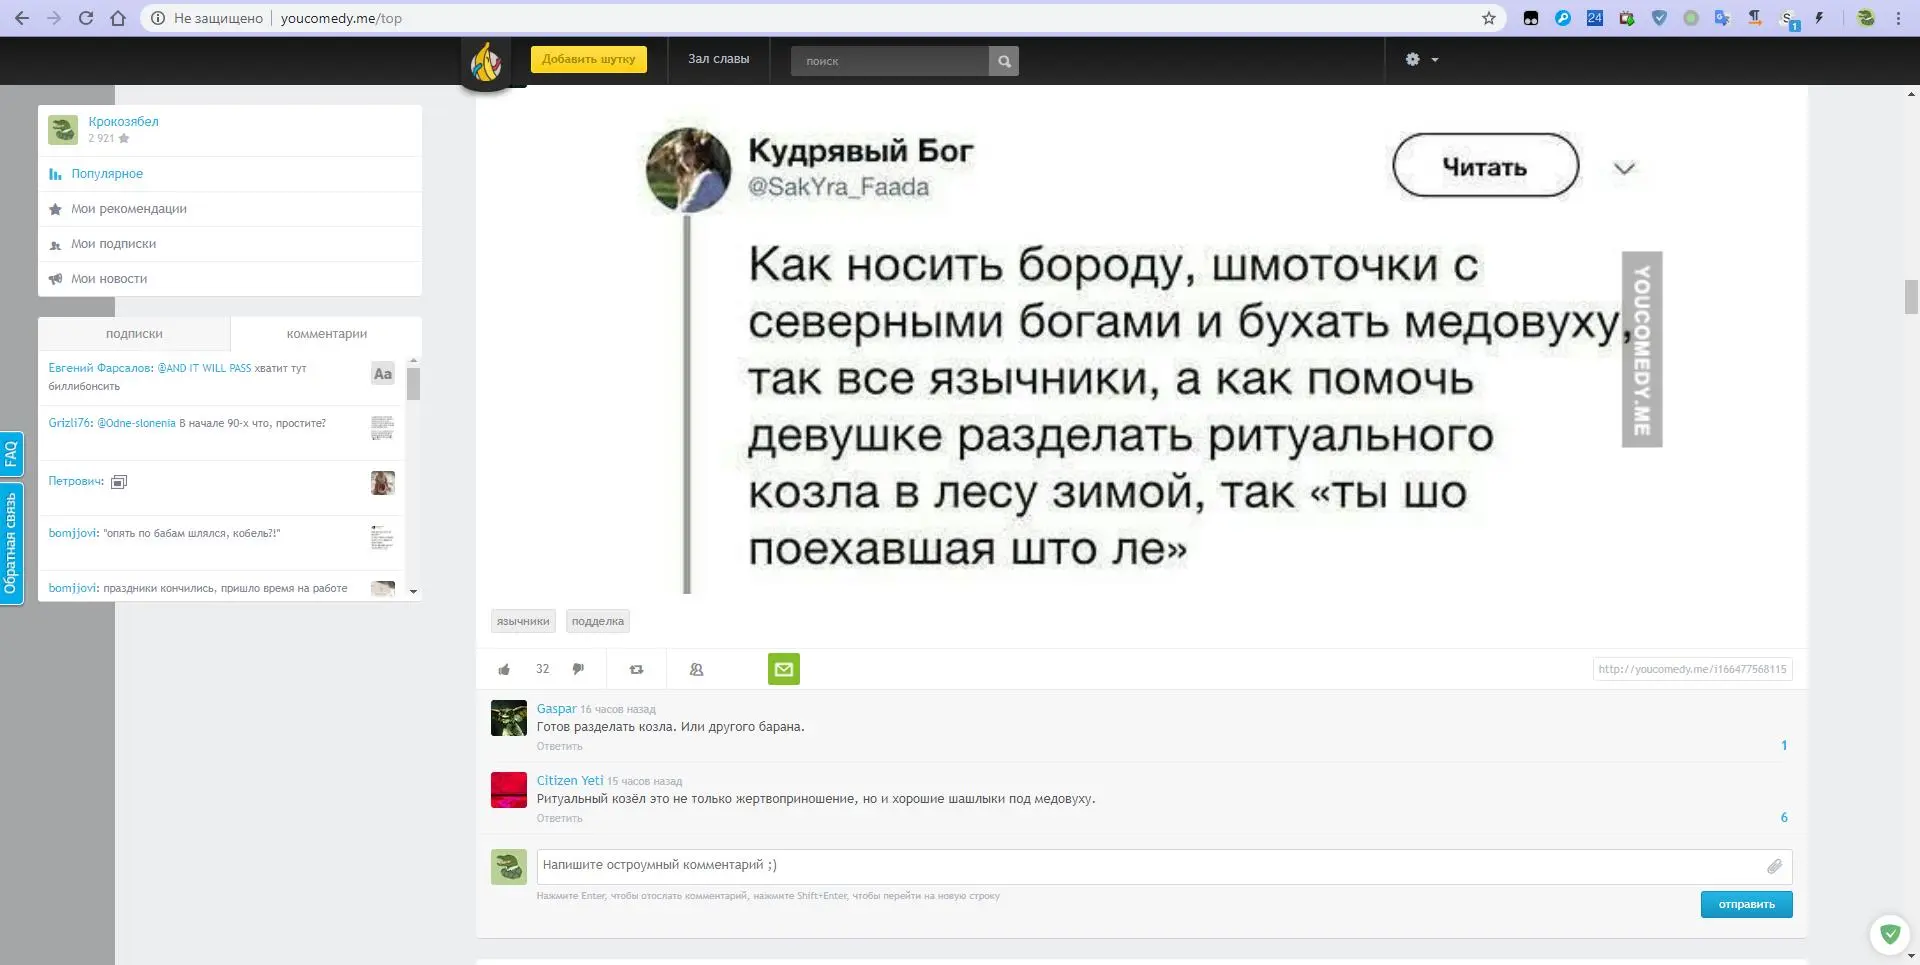 Не защищено
youcomedy.me/top
24
1
Добавить шутку
Зал славы
поиск
Крокозябел
2 921
Популярное
Мои рекомендации
Мои подписки
Мои новости
подписки
комментарии
Евгений Фарсалов: @AND IT WILL PASS хватит тут
биллибонсить
Aa
Grizli76: @Odne-slonenia В начале 90-х что, простите?
Петрович:
bomjjovi: "опять по бабам шлялся, кобель?!"
bomjjovi: праздники кончились, пришло время на работе
FAQ
Обратная связь
Кудрявый Бог
@SakYra_Faada
Читать
Как носить бороду, шмоточки с
северными богами и бухать медовуху,
так все язычники, а как помочь
девушке разделать ритуального
козла в лесу зимой, так «ты шо
поехавшая што ле»
YOUCOMEDY.ME
язычники
подделка
32
http://youcomedy.me/i166477568115
Gaspar 16 часов назад
Готов разделать козла. Или другого барана.
Ответить
1
Citizen Yeti 15 часов назад
Ритуальный козёл это не только жертвоприношение, но и хорошие шашлыки под медовуху.
Ответить
6
Напишите остроумный комментарий ;)
Нажмите Enter, чтобы отослать комментарий, нажмите Shift+Enter, чтобы перейти на новую строку
отправить